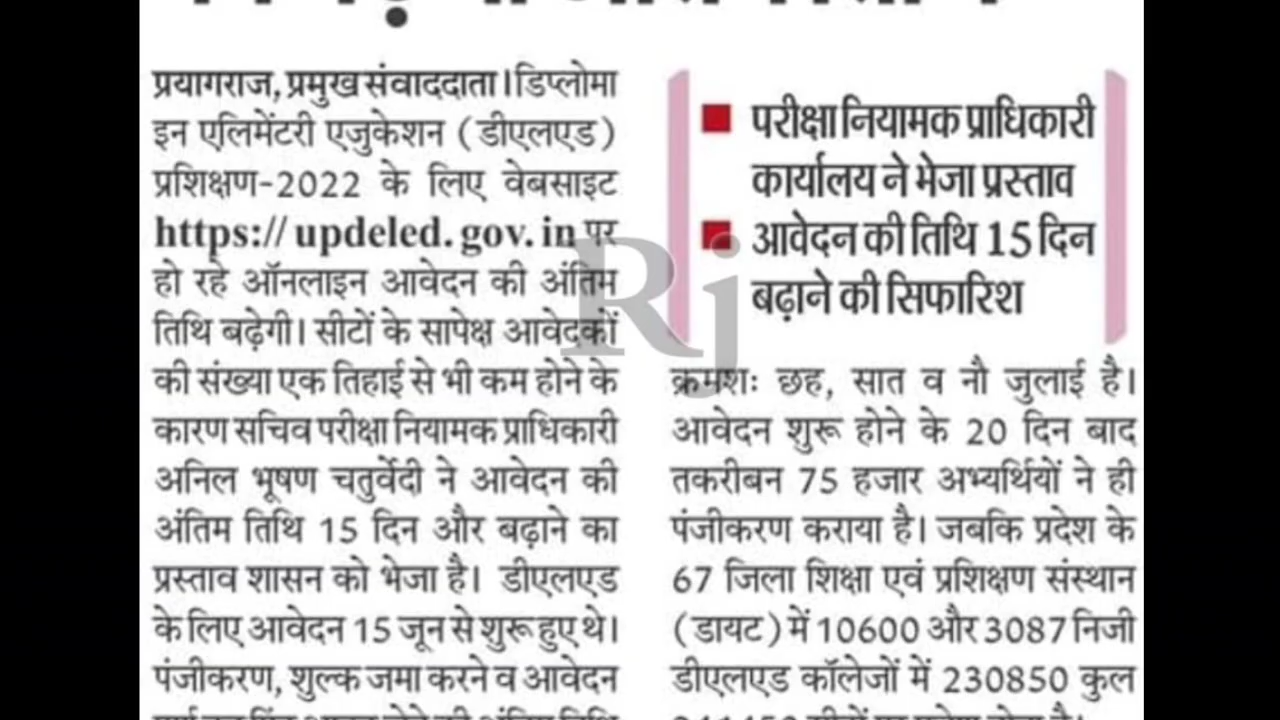 प्रयागराज, प्रमुख संवाददाता। डिप्लोमा
इन एलिमेंटरी एजुकेशन (डीएलएड)
प्रशिक्षण-2022 के लिए वेबसाइट
https:// updeled. gov. in पर
हो रहे ऑनलाइन आवेदन की अंतिम
तिथि बढ़ेगी। सीटों के सापेक्ष आवेदकों
की संख्या एक तिहाई से भी कम होने के
कारण सचिव परीक्षा नियामक प्राधिकारी
अनिल भूषण चतुर्वेदी ने आवेदन की
अंतिम तिथि 15 दिन और बढ़ाने का
प्रस्ताव शासन को भेजा है। डीएलएड
के लिए आवेदन 15 जून से शुरू हुए थे।
पंजीकरण, शुल्क जमा करने व आवेदन
परीक्षा नियामक प्राधिकारी
कार्यालय ने भेजा प्रस्ताव
आवेदन की तिथि 15 दिन
बढ़ाने की सिफारिश
क्रमशः छह, सात व नौ जुलाई है।
आवेदन शुरू होने के 20 दिन बाद
तकरीबन 75 हजार अभ्यर्थियों ने ही
पंजीकरण कराया है। जबकि प्रदेश के
67 जिला शिक्षा एवं प्रशिक्षण संस्थान
(डायट) में 10600 और 3087 निजी
डीएलएड कॉलेजों में 230850 कुल
Rj